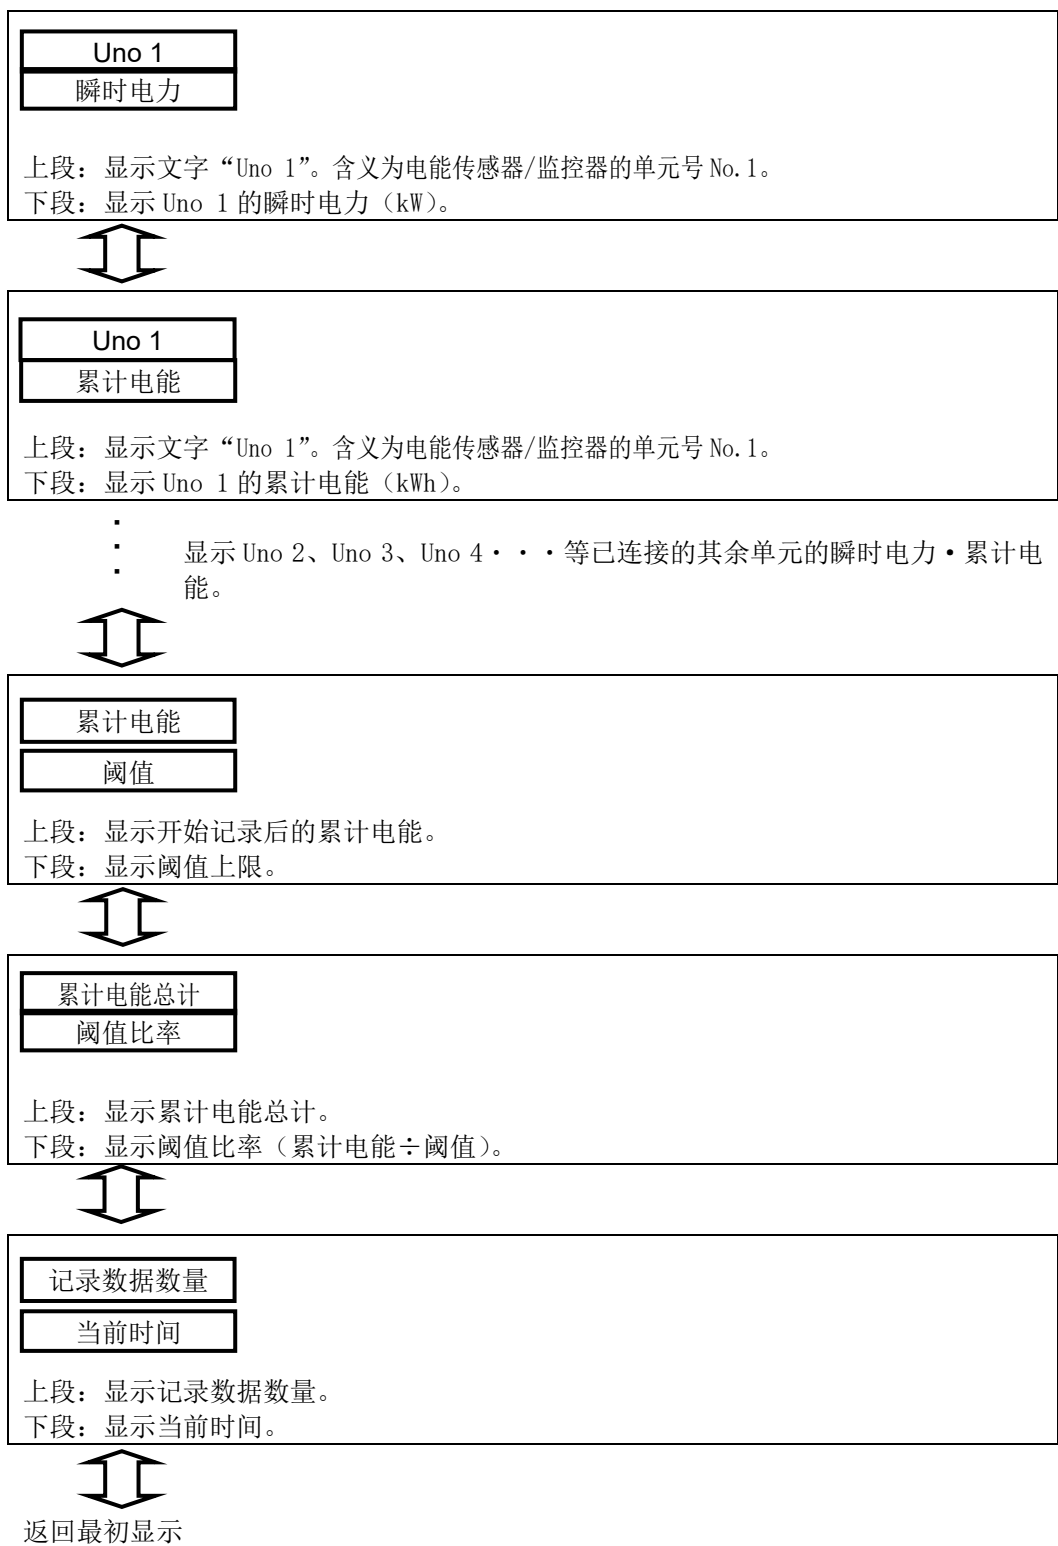 Uno 1
瞬时电力
上段：显示文字“Uno 1”。含义为电能传感器/监控器的单元号 No.1。
下段：显示 Uno 1 的瞬时电力（kW）。
Uno 1
累计电能
上段：显示文字“Uno 1”。含义为电能传感器/监控器的单元号 No.1。
下段：显示 Uno 1 的累计电能（kWh）。
显示 Uno 2、Uno 3、Uno 4・・・等已连接的其余单元的瞬时电力・累计电
能。
累计电能
阈值
上段：显示开始记录后的累计电能。
下段：显示阈值上限。
累计电能总计
阈值比率
上段：显示累计电能总计。
下段：显示阈值比率（累计电能÷阈值）。
记录数据数量
当前时间
上段：显示记录数据数量。
下段：显示当前时间。
返回最初显示